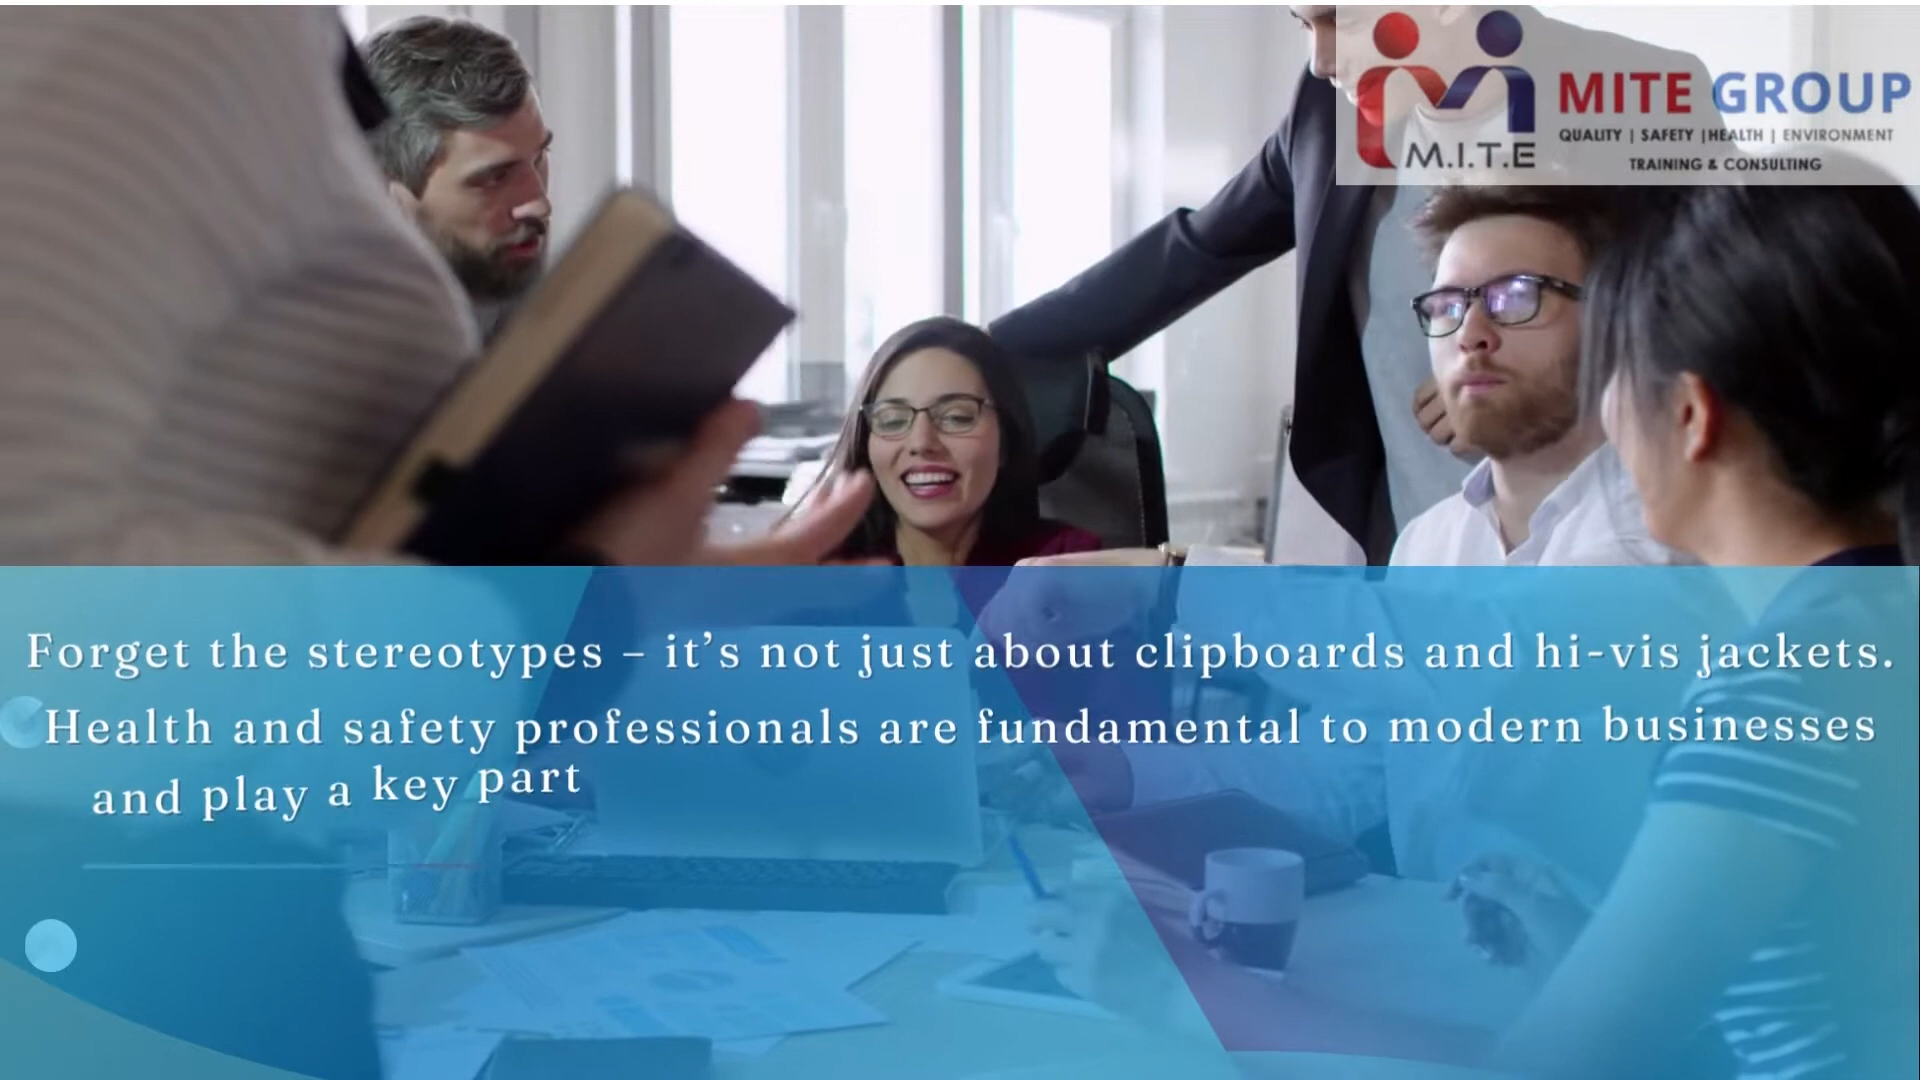 MITE GROUP
QUALITY | SAFETY |HEALTH | ENVIRONMENT
M.I.T.E
TRAINING & CONSULTING
Forget the stereotypes – it’s not just about clipboards and hi-vis jackets.
Health and safety professionals are fundamental to modern businesses
and play a key part